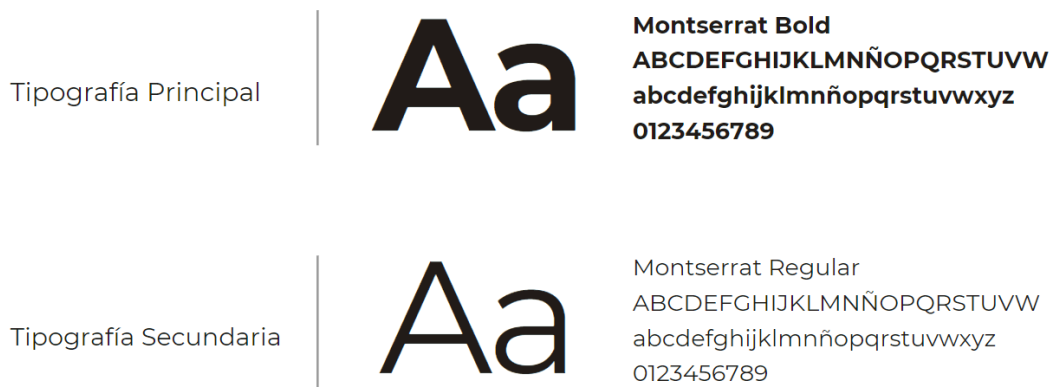 Tipografía Principal
Aa
Montserrat Bold
ABCDEFGHIJKLMNÑOPQRSTUVW
abcdefghijklmnñopqrstuvwxyz
0123456789
Tipografía Secundaria
Aa
Montserrat Regular
ABCDEFGHIJKLMNÑOPQRSTUVW
abcdefghijklmnñopqrstuvwxyz
0123456789